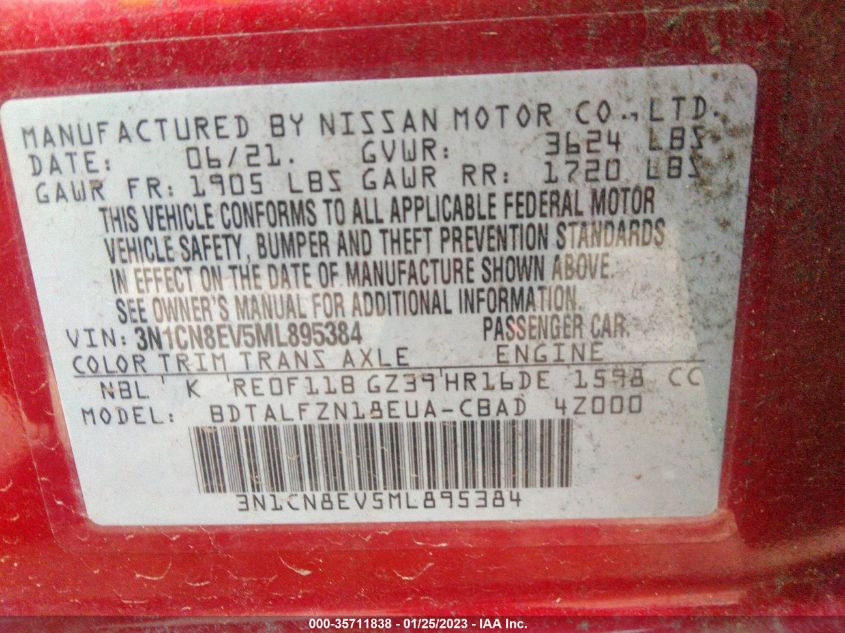 MANUFACTURED BY NISSAN MOTOR CO., LTD.
DATE: 06/21. GVWR: 3624 LBS
GAWR FR: 1905 LBS GAWR RR: 1720 LBS
THIS VEHICLE CONFORMS TO ALL APPLICABLE FEDERAL MOTOR
VEHICLE SAFETY, BUMPER AND THEFT PREVENTION STANDARDS
IN EFFECT ON THE DATE OF MANUFACTURE SHOWN ABOVE.
SEE OWNER'S MANUAL FOR ADDITIONAL INFORMATION.
VIN: 3N1CN8EV5ML895384 PASSENGER CAR
COLOR TRIM TRANS AXLE ENGINE
NBL K RE0F11B GZ39 HR16DE 1598 CC
MODEL: BDTALFZN18EUA-CBAD 4Z000
3N1CN8EV5ML895384
000-35711838 - 01/25/2023 - IAA Inc.